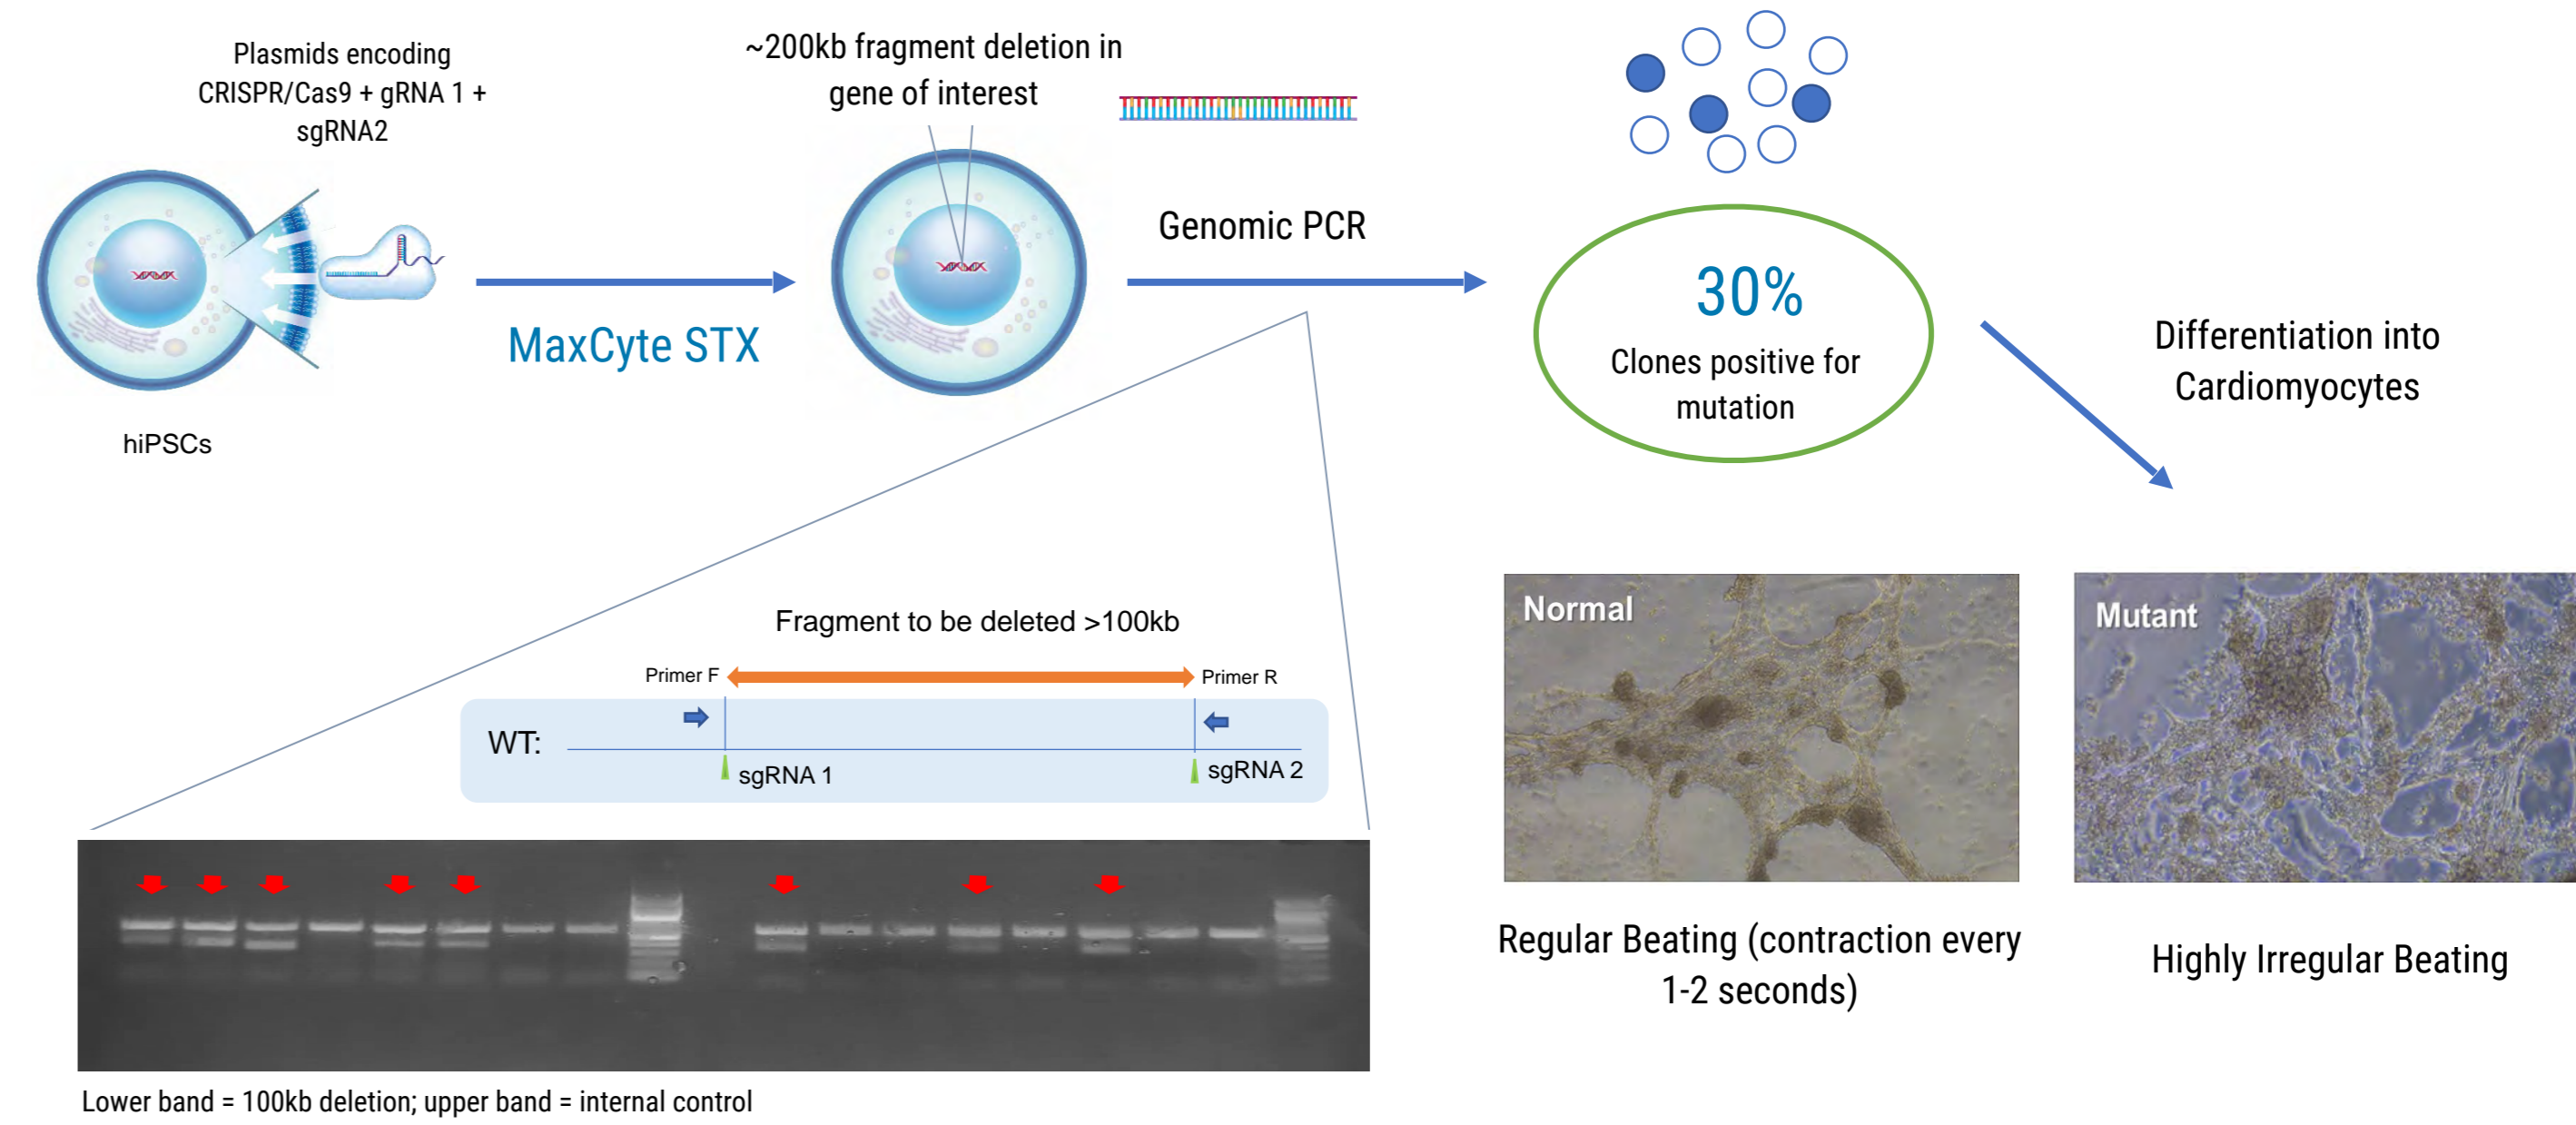 Plasmids encoding
CRISPR/Cas9 + gRNA 1 +
sgRNA2
hiPSCs
MaxCyte STX
~200kb fragment deletion in
gene of interest
Genomic PCR
30%
Clones positive for
mutation
Differentiation into
Cardiomyocytes
Fragment to be deleted >100kb
Primer F
Primer R
WT:
sgRNA 1
sgRNA 2
Lower band = 100kb deletion; upper band = internal control
Normal
Regular Beating (contraction every
1-2 seconds)
Mutant
Highly Irregular Beating